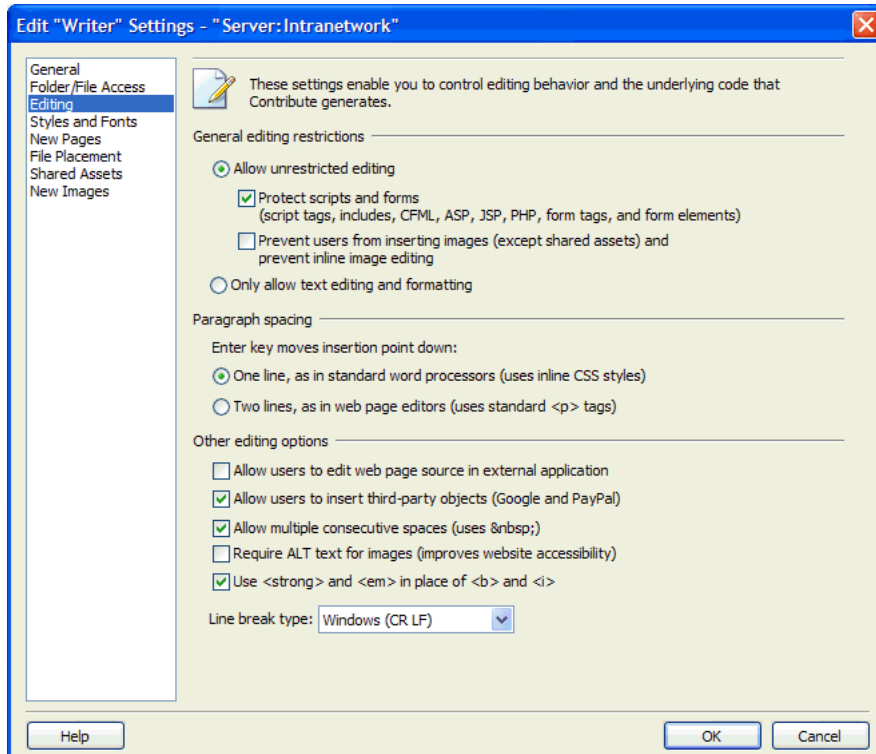 Edit "Writer" Settings - "Server:Intranetwork"
General
Folder/File Access
Editing
Styles and Fonts
New Pages
File Placement
Shared Assets
New Images
These settings enable you to control editing behavior and the underlying code that
Contribute generates.
General editing restrictions
Allow unrestricted editing
Protect scripts and forms
(script tags, includes, CFML, ASP, JSP, PHP, form tags, and form elements)
Prevent users from inserting images (except shared assets) and
prevent inline image editing
Only allow text editing and formatting
Paragraph spacing
Enter key moves insertion point down:
One line, as in standard word processors (uses inline CSS styles)
Two lines, as in web page editors (uses standard <p> tags)
Other editing options
Allow users to edit web page source in external application
Allow users to insert third-party objects (Google and PayPal)
Allow multiple consecutive spaces (uses &nbsp;)
Require ALT text for images (improves website accessibility)
Use <strong> and <em> in place of <b> and <i>
Line break type: Windows (CR LF)
Help OK Cancel